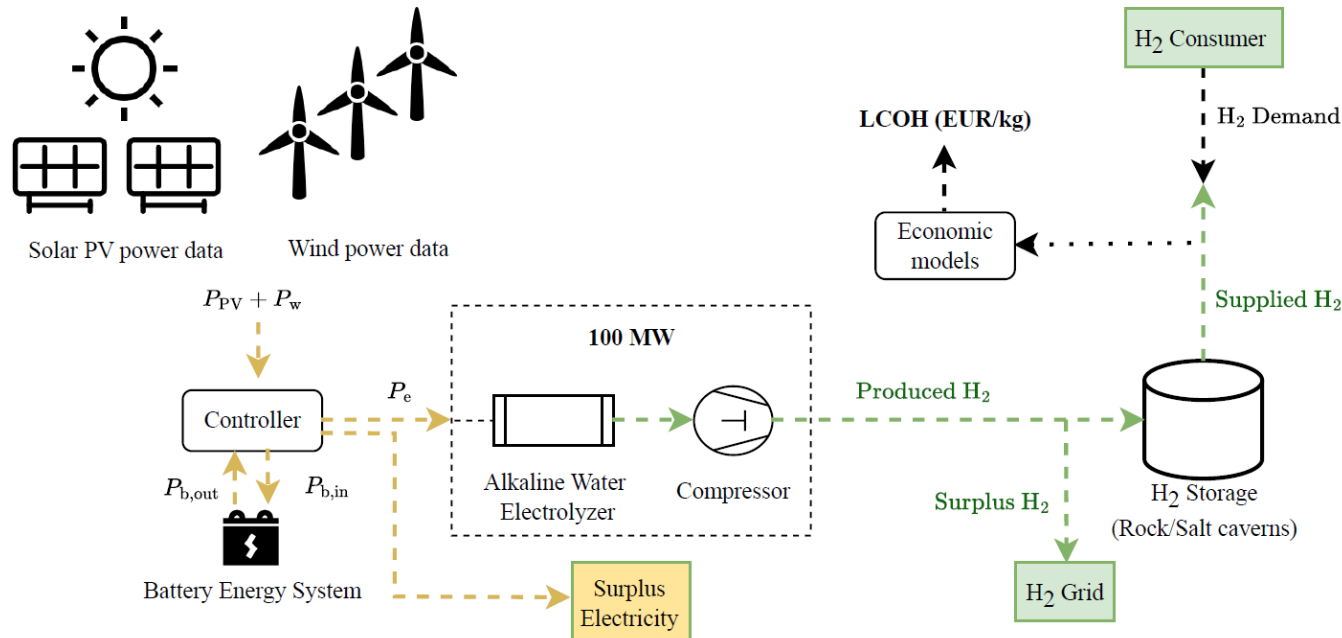 H₂ Consumer
LCOH (EUR/kg)
H₂ Demand
Solar PV power data
Wind power data
Economic
models
P_PV + P_w
Supplied H₂
100 MW
Controller
P_e
Produced H₂
P_b,out
P_b,in
Alkaline Water
Electrolyzer
Compressor
Surplus H₂
H₂ Storage
(Rock/Salt caverns)
Battery Energy System
Surplus
Electricity
H₂ Grid